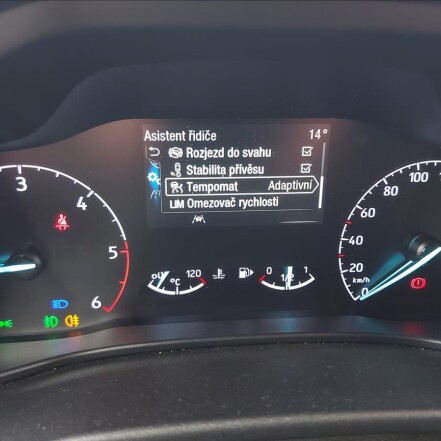 Asistent řidiče 14°
Rozjezd do svahu
Stabilita přívěsu
Tempomat Adaptivní
LIM Omezovač rychlosti
3
4
5
6
120
°C
0 1/2 1
100
80
60
40
20
0
km/h